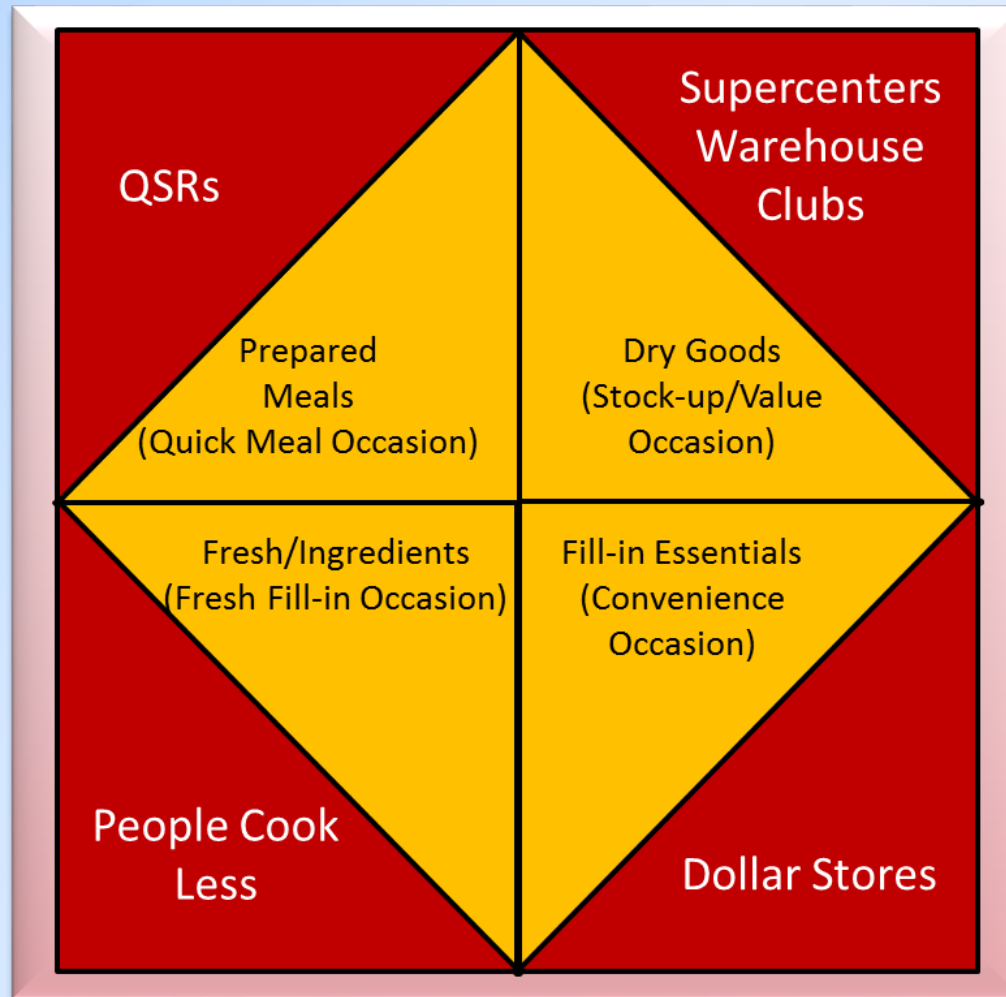 QSRs
Supercenters
Warehouse
Clubs
Prepared
Meals
(Quick Meal Occasion)
Dry Goods
(Stock-up/Value
Occasion)
Fresh/Ingredients
(Fresh Fill-in Occasion)
Fill-in Essentials
(Convenience
Occasion)
People Cook
Less
Dollar Stores